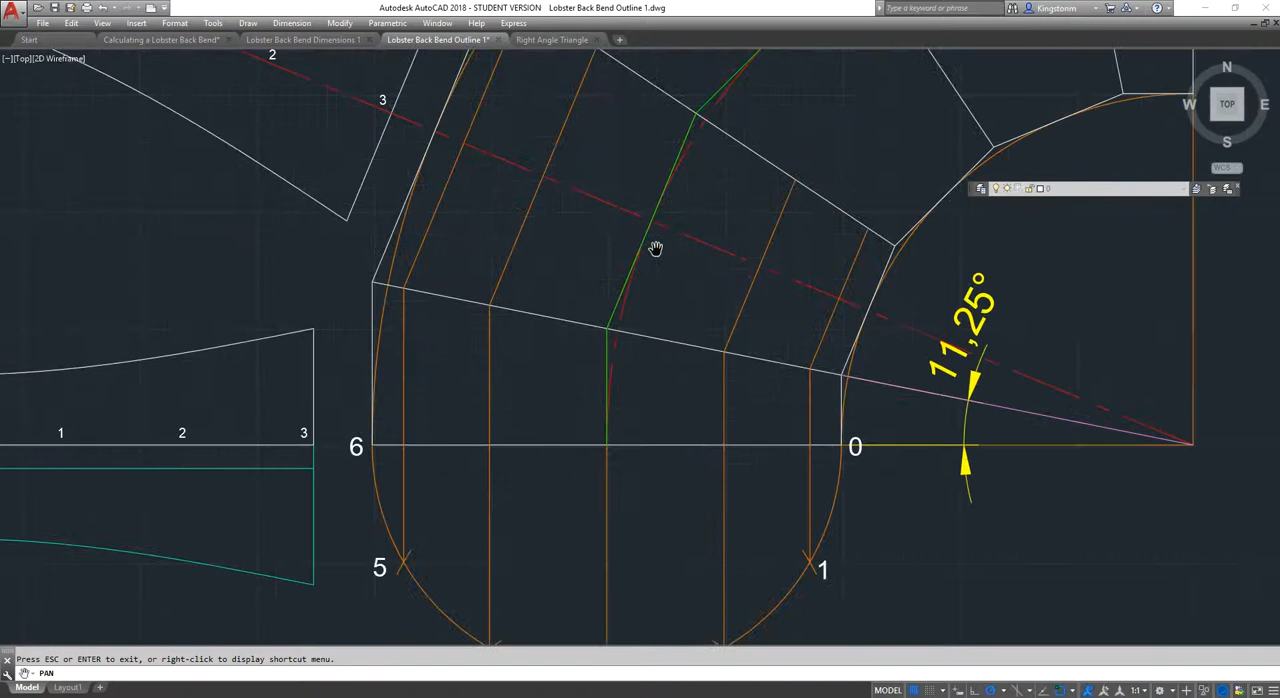 Autodesk AutoCAD 2018 - STUDENT VERSION Lobster Back Bend Outline 1.dwg
Type a keyword or phrase
Kingstonm
File Edit View Insert Format Tools Draw Dimension Modify Parametric Window Help Express
Start Calculating a Lobster Back Bend* Lobster Back Bend Dimensions 1 Lobster Back Bend Outline 1* Right Angle Triangle
[−][Top][2D Wireframe]
2
3
N
W TOP E
S
WCS
0
11,25°
1 2 3
6 0
5 1
Press ESC or ENTER to exit, or right-click to display shortcut menu.
PAN
Model Layout1
MODEL 1:1